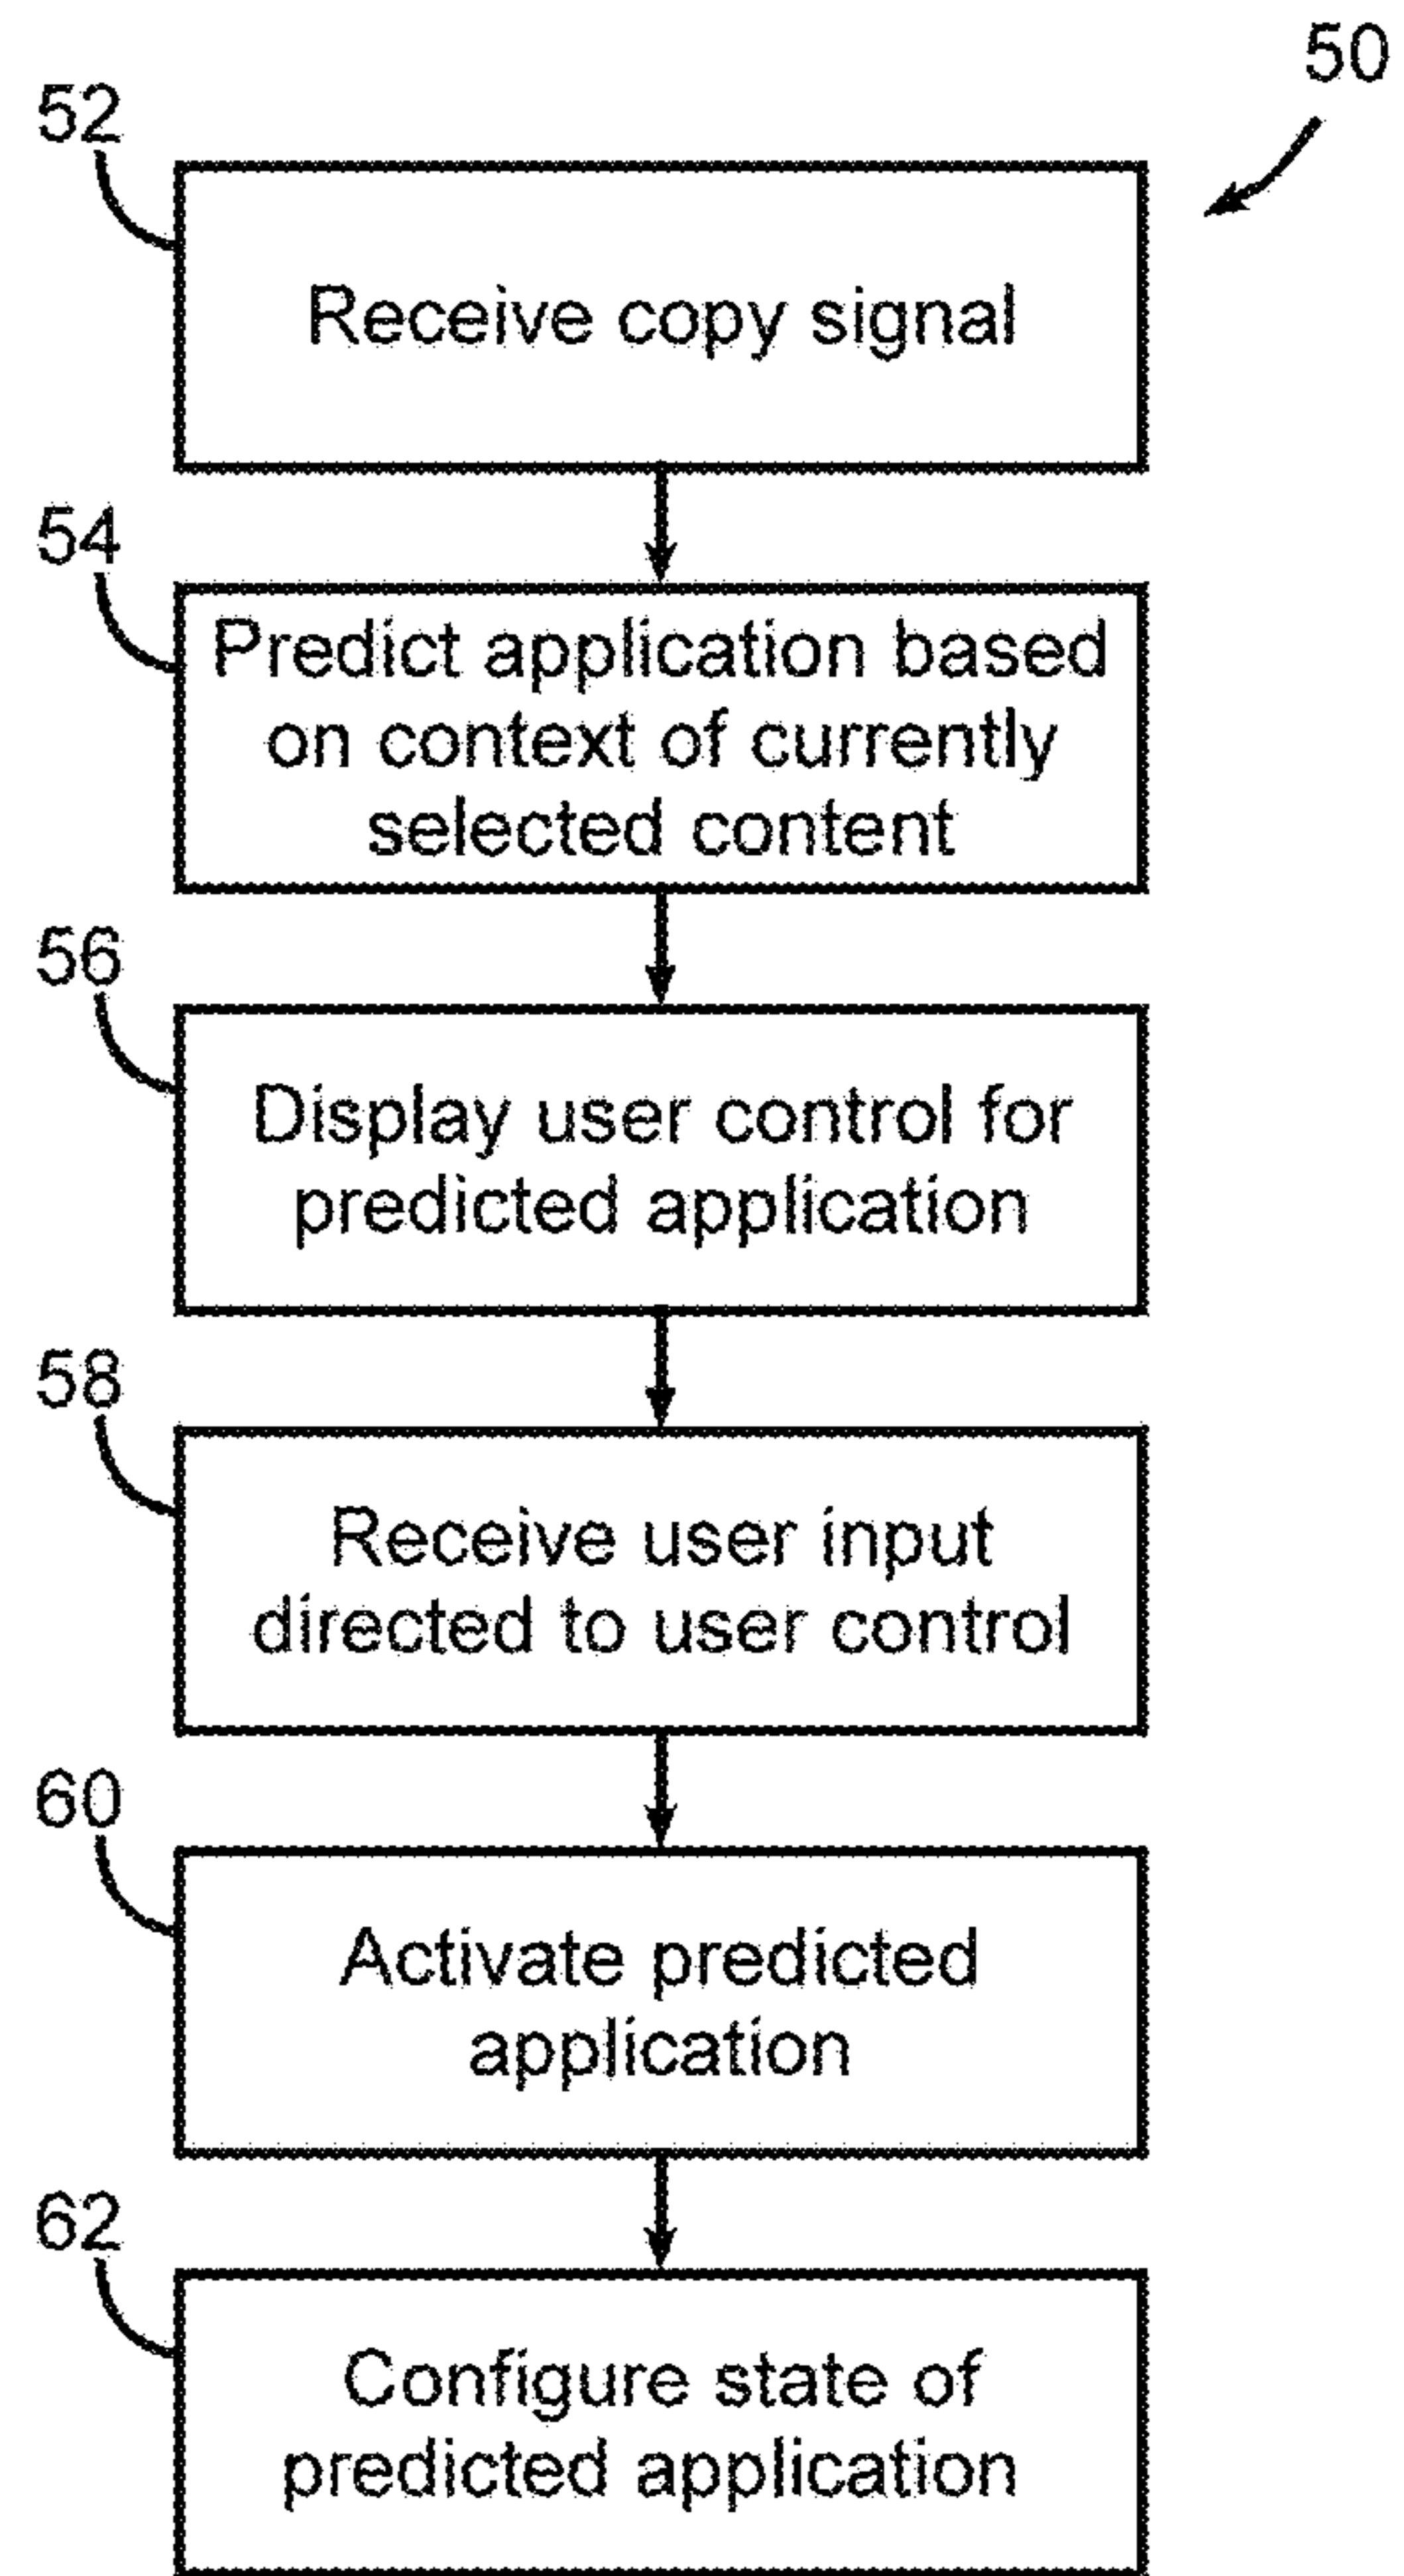 50
52
Receive copy signal
54
Predict application based
on context of currently
selected content
56
Display user control for
predicted application
58
Receive user input
directed to user control
60
Activate predicted
application
62
Configure state of
predicted application